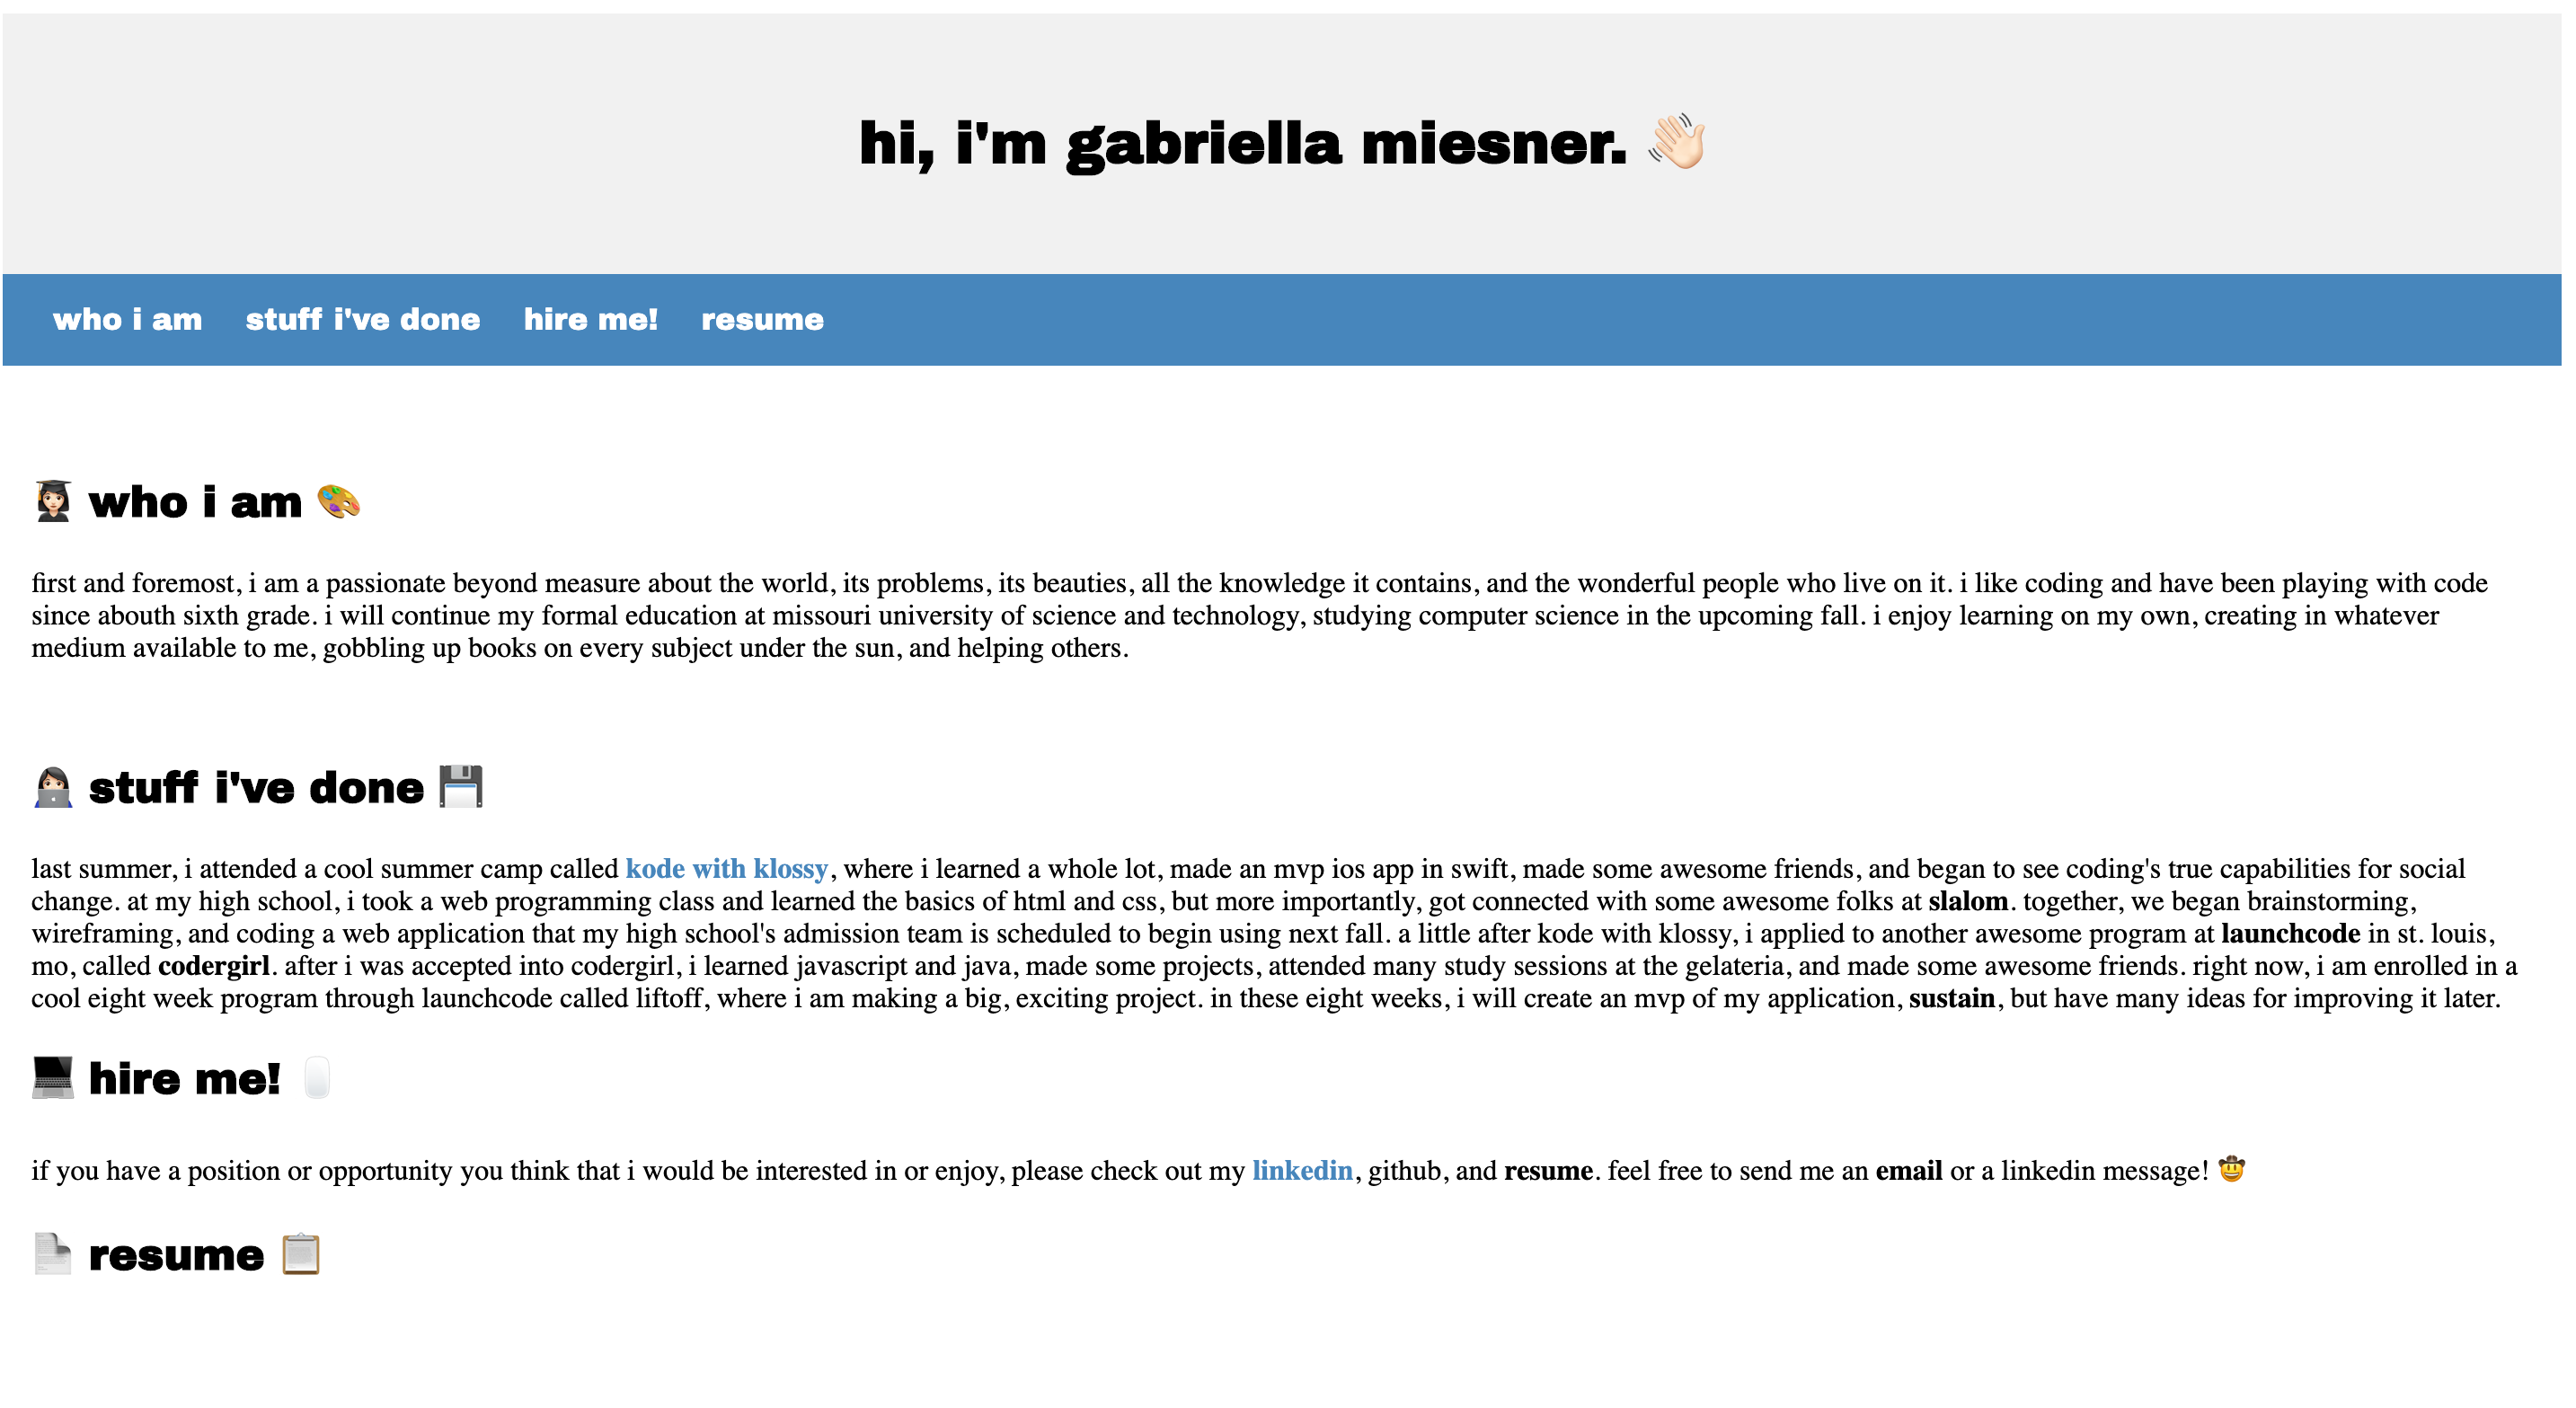 hi, i'm gabriella miesner. 👋🏻
who i am stuff i've done hire me! resume
👩🏻‍🎓 who i am 🎨
first and foremost, i am a passionate beyond measure about the world, its problems, its beauties, all the knowledge it contains, and the wonderful people who live on it. i like coding and have been playing with code
since abouth sixth grade. i will continue my formal education at missouri university of science and technology, studying computer science in the upcoming fall. i enjoy learning on my own, creating in whatever
medium available to me, gobbling up books on every subject under the sun, and helping others.
👩🏻‍💻 stuff i've done 💾
last summer, i attended a cool summer camp called kode with klossy, where i learned a whole lot, made an mvp ios app in swift, made some awesome friends, and began to see coding's true capabilities for social
change. at my high school, i took a web programming class and learned the basics of html and css, but more importantly, got connected with some awesome folks at slalom. together, we began brainstorming,
wireframing, and coding a web application that my high school's admission team is scheduled to begin using next fall. a little after kode with klossy, i applied to another awesome program at launchcode in st. louis,
mo, called codergirl. after i was accepted into codergirl, i learned javascript and java, made some projects, attended many study sessions at the gelateria, and made some awesome friends. right now, i am enrolled in a
cool eight week program through launchcode called liftoff, where i am making a big, exciting project. in these eight weeks, i will create an mvp of my application, sustain, but have many ideas for improving it later.
💻 hire me! 🖱️
if you have a position or opportunity you think that i would be interested in or enjoy, please check out my linkedin, github, and resume. feel free to send me an email or a linkedin message! 🤠
📄 resume 📋